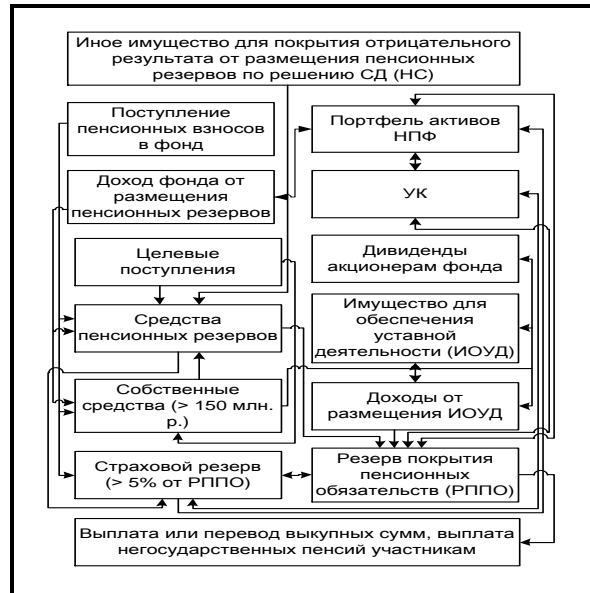 Иное имущество для покрытия отрицательного
результата от размещения пенсионных
резервов по решению СД (НС)
Поступление
пенсионных взносов
в фонд
Портфель активов
НПФ
Доход фонда от
размещения
пенсионных резервов
УК
Целевые
поступления
Дивиденды
акционерам фонда
Средства
пенсионных резервов
Имущество для
обеспечения
уставной
деятельности (ИОУД)
Собственные
средства (> 150 млн.
р.)
Доходы от
размещения ИОУД
Страховой резерв
(> 5% от РППО)
Резерв покрытия
пенсионных
обязательств (РППО)
Выплата или перевод выкупных сумм, выплата
негосударственных пенсий участникам